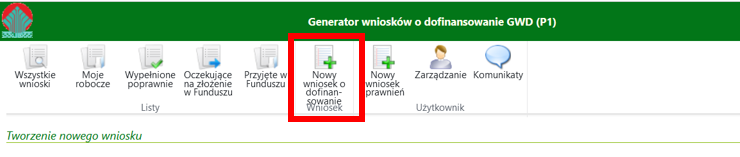 Generator wniosków o dofinansowanie GWD (P1)
Wszystkie wnioski
Moje robocze
Wypełnione poprawnie
Oczekujące na złożenie w Funduszu
Przyjęte w Funduszu
Nowy wniosek o dofinan-sowanie
Nowy wniosek prawnień
Zarządzanie
Komunikaty
Listy
Wniosek
Użytkownik
Tworzenie nowego wniosku